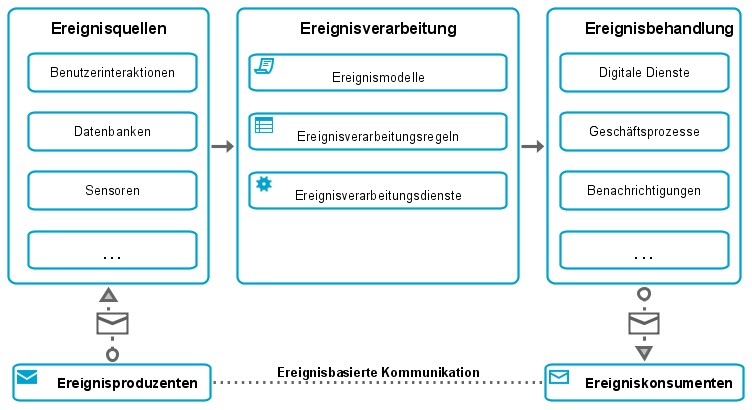 Ereignisquellen
Benutzerinteraktionen
Datenbanken
Sensoren
...
Ereignisverarbeitung
Ereignismodelle
Ereignisverarbeitungsregeln
Ereignisverarbeitungsdienste
Ereignisbehandlung
Digitale Dienste
Geschäftsprozesse
Benachrichtigungen
...
Ereignisproduzenten
Ereignisbasierte Kommunikation
Ereigniskonsumenten